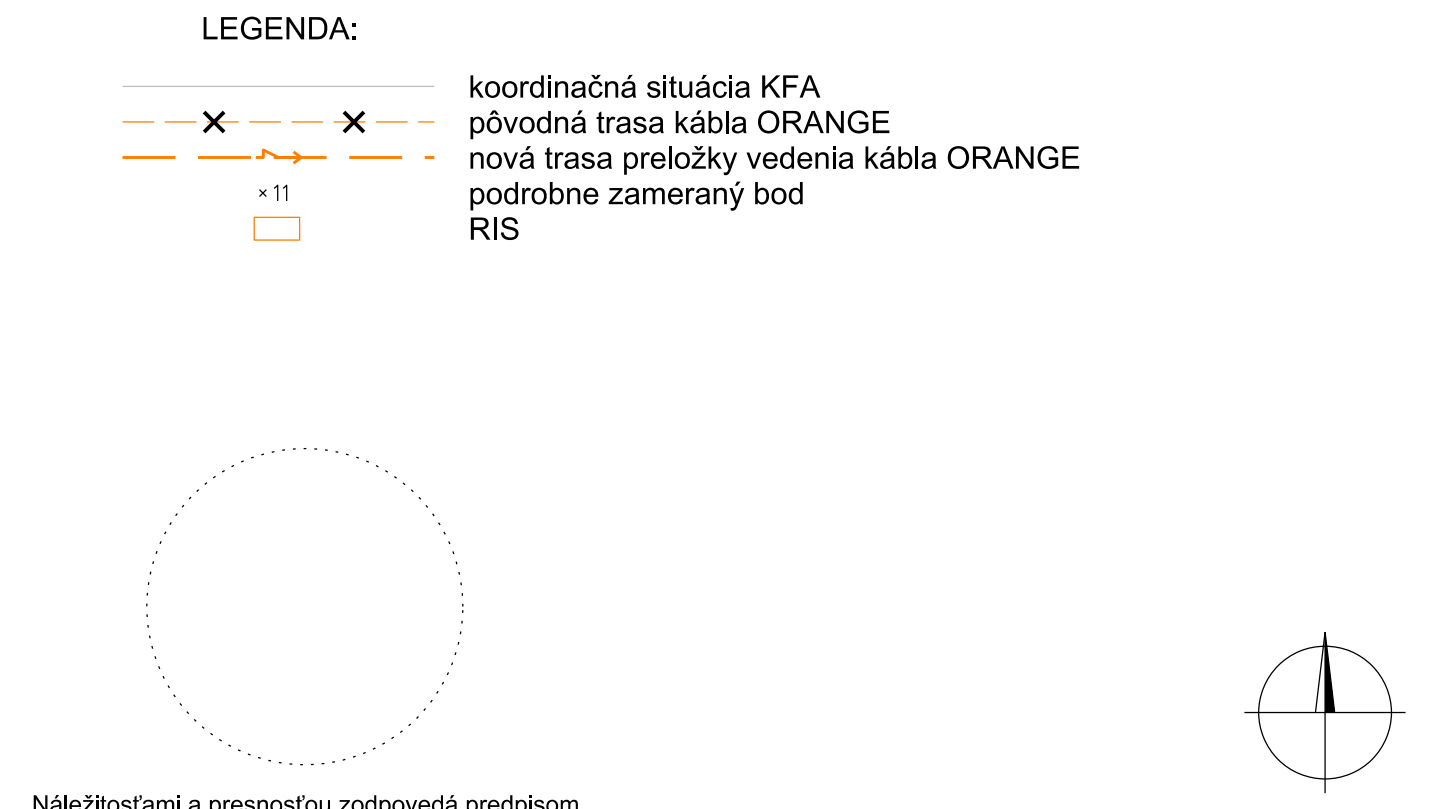 LEGENDA:
koordinačná situácia KFA
pôvodná trasa kábla ORANGE
nová trasa preložky vedenia kábla ORANGE
× 11
podrobne zameraný bod
RIS
Náležitosťami a presnosťou zodpovedá predpisom